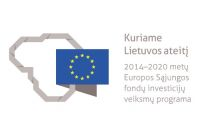 Kuriame
Lietuvos ateitį
2014–2020 metų
Europos Sąjungos
fondų investicijų
veiksmų programa